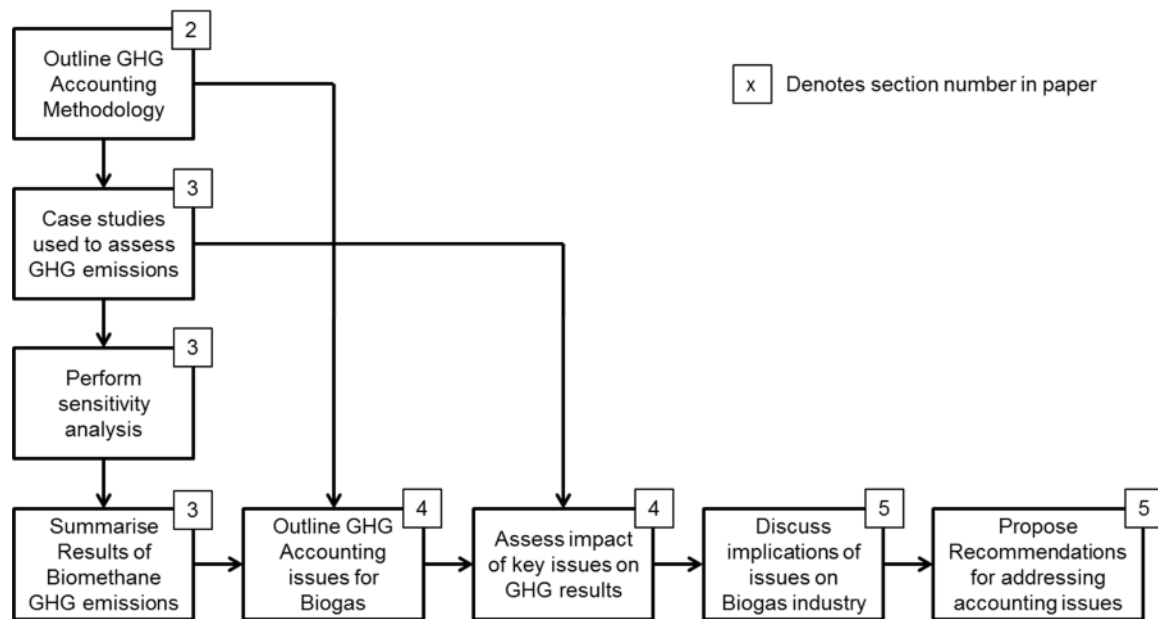 2
Outline GHG
Accounting
Methodology
x
Denotes section number in paper
3
Case studies
used to assess
GHG emissions
3
Perform
sensitivity
analysis
3
Summarise
Results of
Biomethane
GHG emissions
4
Outline GHG
Accounting
issues for
Biogas
4
Assess impact
of key issues on
GHG results
5
Discuss
implications of
issues on
Biogas industry
5
Propose
Recommendations
for addressing
accounting issues